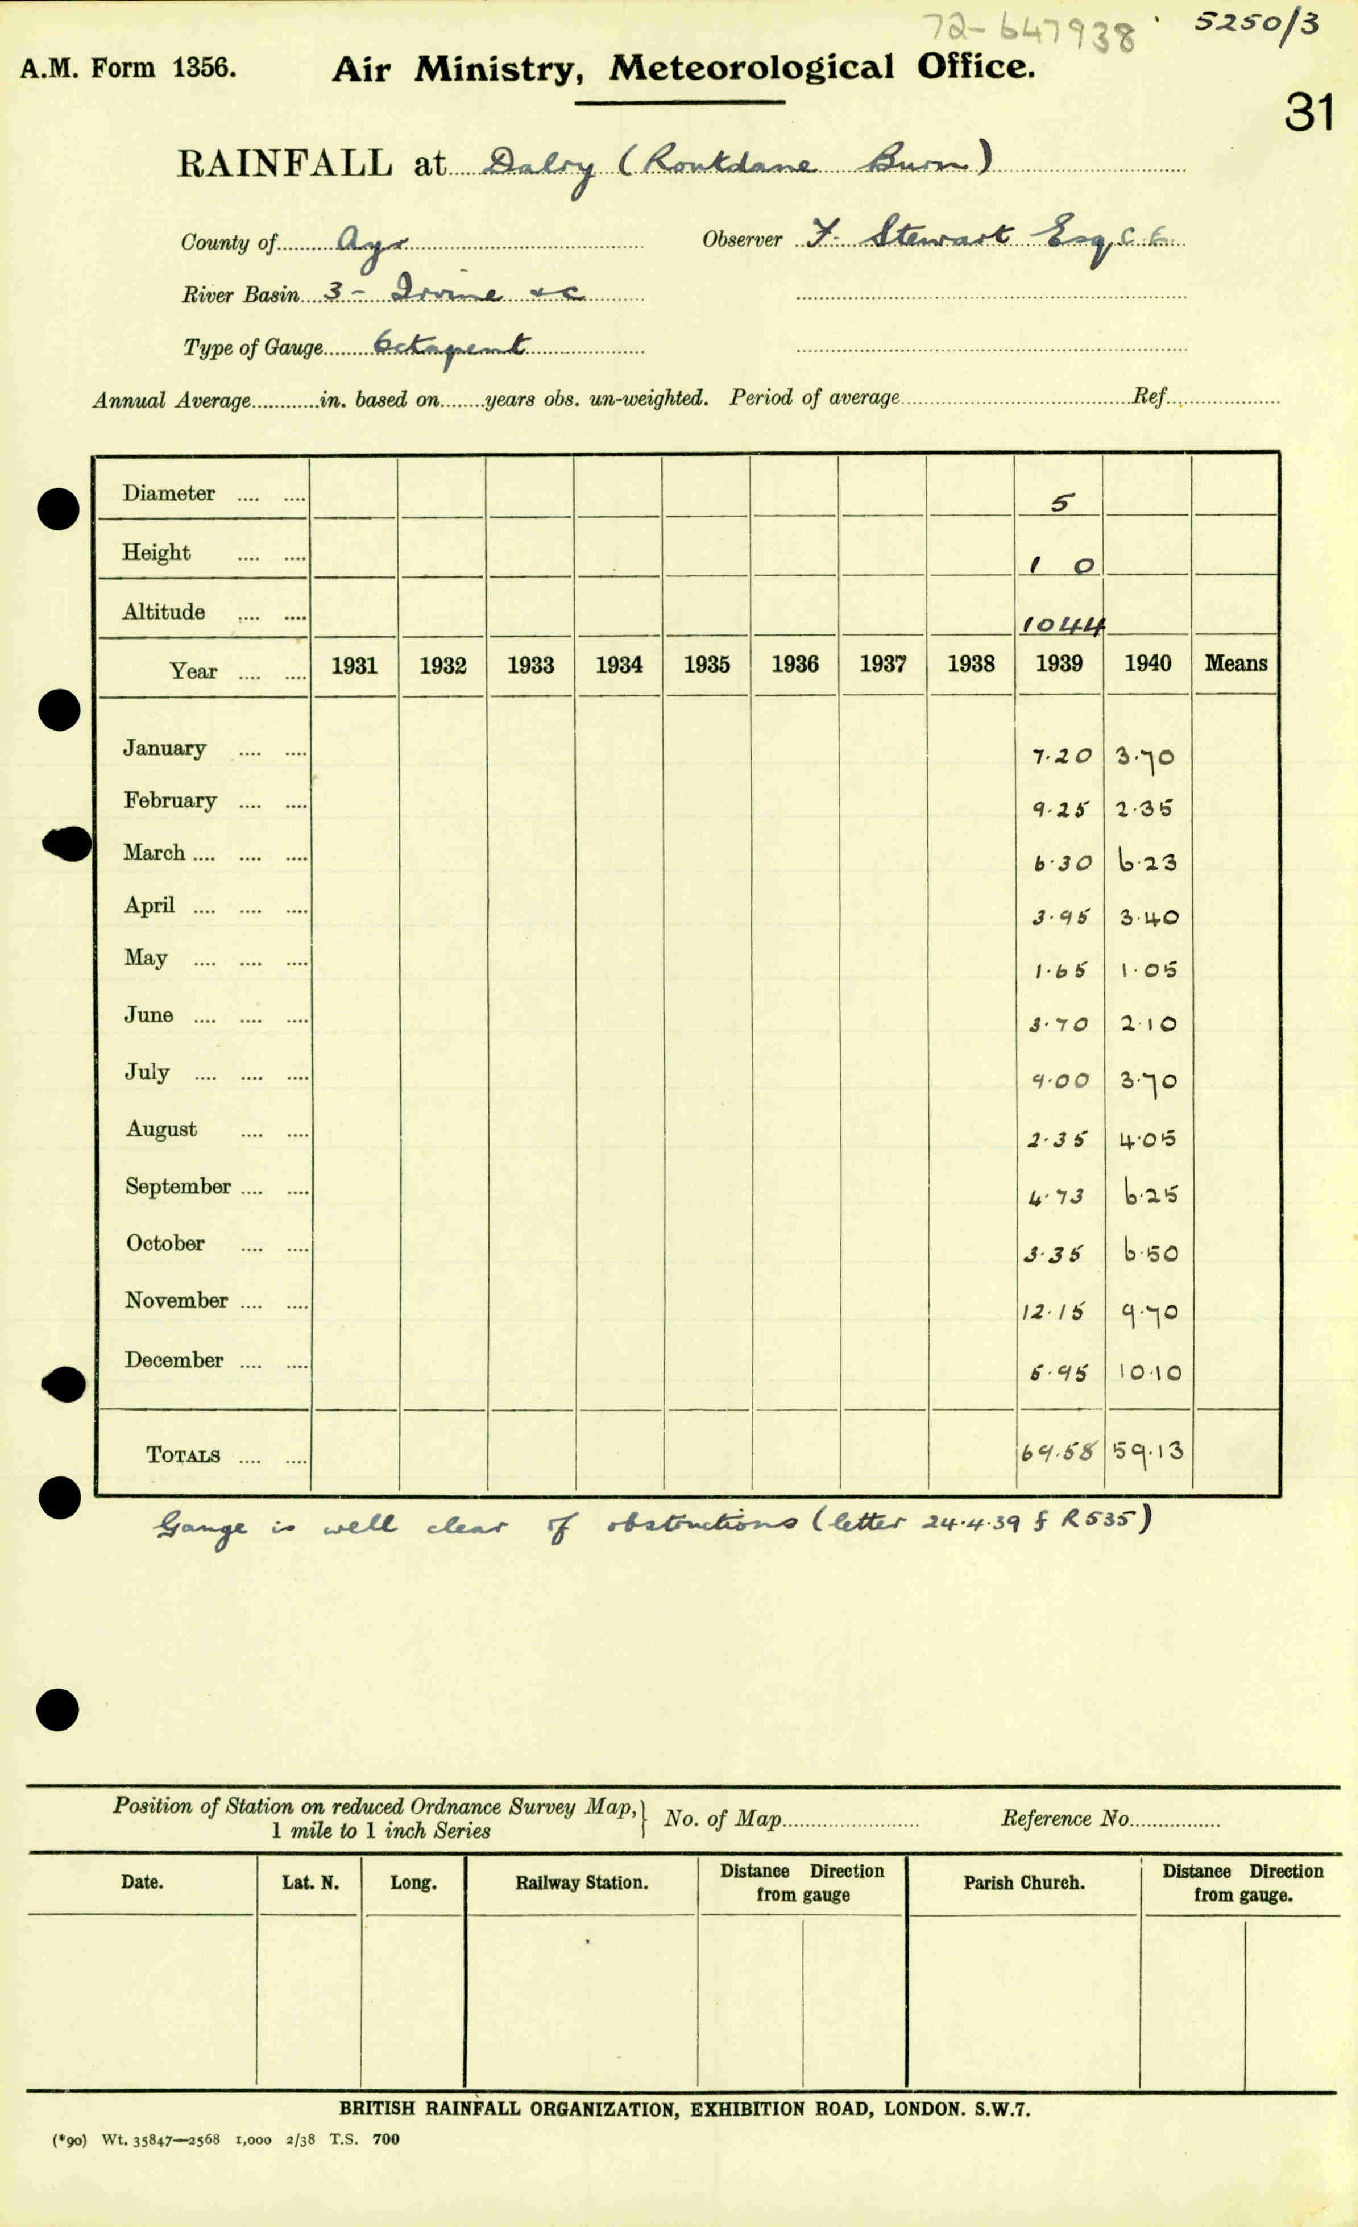 72-647938 5250/3
A.M. Form 1356. Air Ministry, Meteorological Office.
31
RAINFALL at Dalry (Roukdane Burn)
County of Ayr Observer F. Stewart Esq, C.E.
River Basin 3 - Irvine &c
Type of Gauge Octapent
Annual Average in. based on years obs. un-weighted. Period of average Ref.
Diameter 5
Height 1 0
Altitude 1044
Year 1931 1932 1933 1934 1935 1936 1937 1938 1939 1940 Means
January 7.20 3.70
February 9.25 2.35
March 6.30 6.23
April 3.95 3.40
May 1.65 1.05
June 3.70 2.10
July 9.00 3.70
August 2.35 4.05
September 4.73 6.25
October 3.35 6.50
November 12.15 9.70
December 5.95 10.10
TOTALS 69.58 59.13
Gauge is well clear of obstructions (letter 24.4.39 f R535)
Position of Station on reduced Ordnance Survey Map, No. of Map Reference No.
1 mile to 1 inch Series
Date. Lat. N. Long. Railway Station. Distance Direction from gauge Parish Church. Distance Direction from gauge.
BRITISH RAINFALL ORGANIZATION, EXHIBITION ROAD, LONDON. S.W.7.
(*90) Wt. 35847—2568 1,000 2/38 T.S. 700